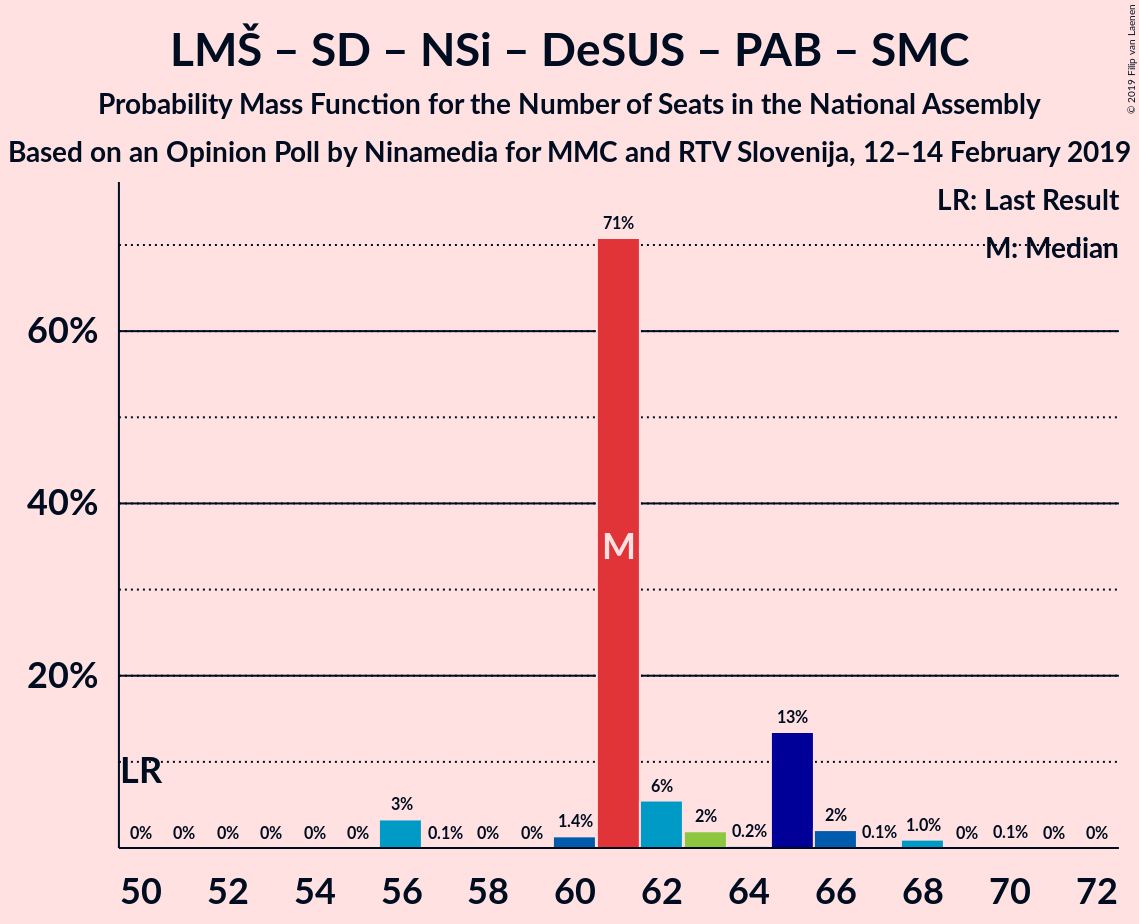 LMŠ – SD – NSi – DeSUS – PAB – SMC
Probability Mass Function for the Number of Seats in the National Assembly
Based on an Opinion Poll by Ninamedia for MMC and RTV Slovenija, 12–14 February 2019
© 2019 Filip van Laenen
LR: Last Result
M: Median
71%
60%
40%
M
20%
13%
LR
6%
3%
2%
2%
1.4%
1.0%
0% 0% 0% 0% 0% 0% 0.1% 0% 0% 0.2% 0.1% 0% 0.1% 0% 0%
50 52 54 56 58 60 62 64 66 68 70 72